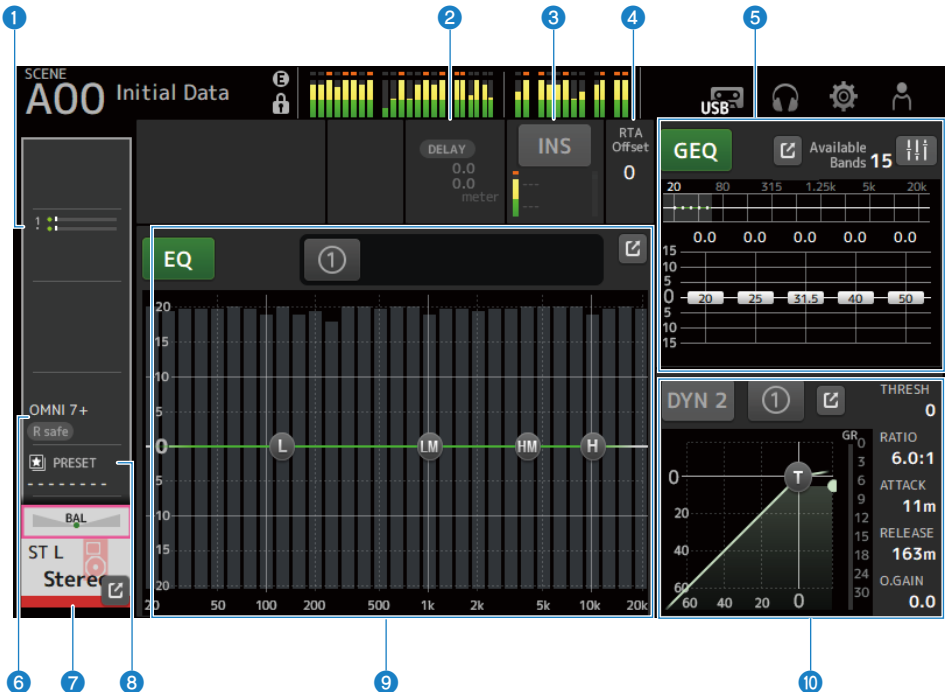 1 2 3 4 5
SCENE
A00 Initial Data
E
USB
DELAY
0.0
0.0
meter
INS
---
---
RTA
Offset
0
GEQ
Available
Bands 15
20 80 315 1.25k 5k 20k
0.0 0.0 0.0 0.0 0.0
15
10
5
0 20 25 31.5 40 50
5
10
15
1
EQ
1
20
10
5
0 L LM HM H
5
10
15
20
20 50 100 200 500 1k 2k 5k 10k 20k
OMNI 7+
R safe
PRESET
--------
BAL
ST L
Stereo
DYN 2
1
THRESH
0
RATIO
6.0:1
ATTACK
11m
RELEASE
163m
O.GAIN
0.0
GR
0
3
6
9
12
15
18
24
30
0 T
20
40
60
60 40 20 0
6 7 8 9 10